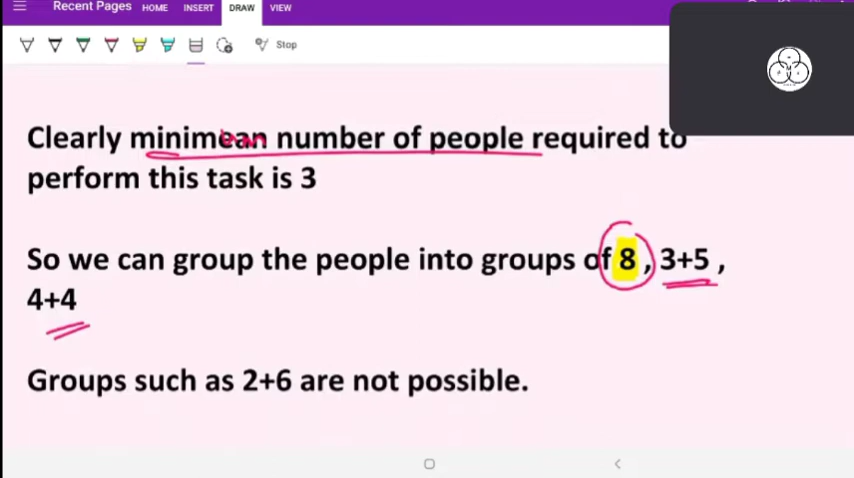 Recent Pages HOME INSERT DRAW VIEW
Stop
Clearly minimum number of people required to
perform this task is 3
So we can group the people into groups of 8 , 3+5 ,
4+4
Groups such as 2+6 are not possible.